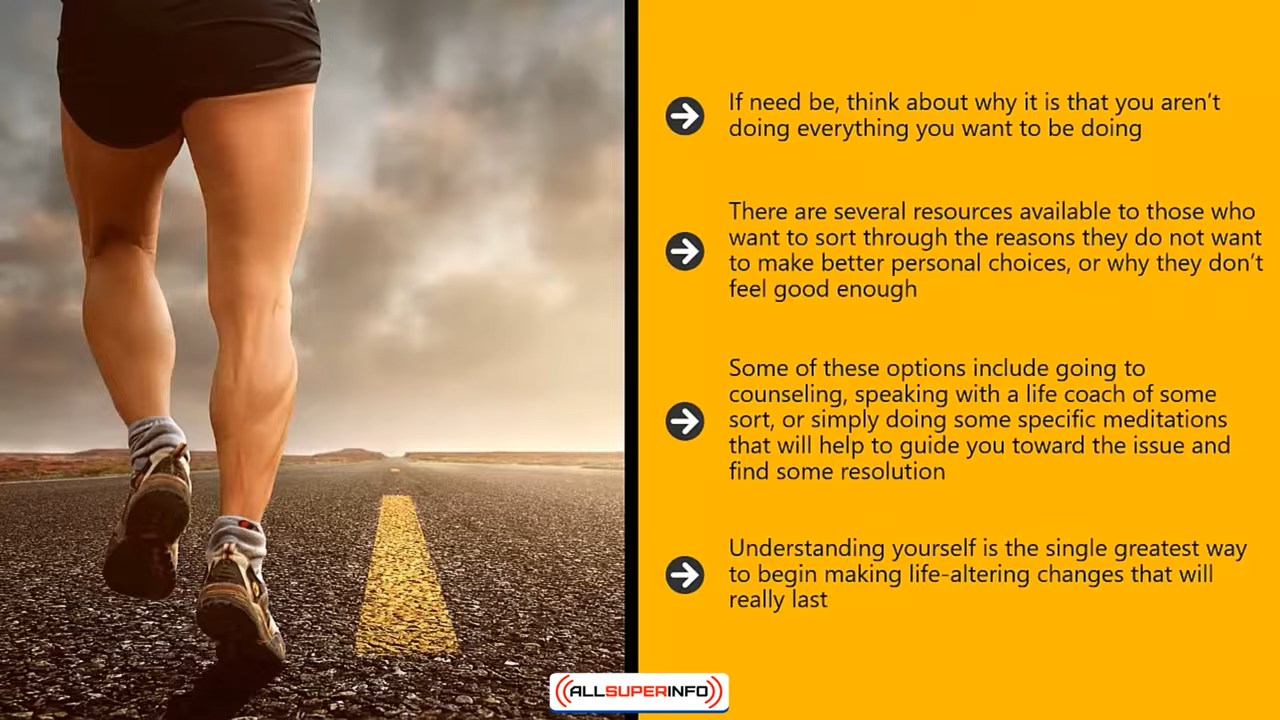 If need be, think about why it is that you aren't
doing everything you want to be doing
There are several resources available to those who
want to sort through the reasons they do not want
to make better personal choices, or why they don't
feel good enough
Some of these options include going to
counseling, speaking with a life coach of some
sort, or simply doing some specific meditations
that will help to guide you toward the issue and
find some resolution
Understanding yourself is the single greatest way
to begin making life-altering changes that will
really last
ALLSUPERINFO